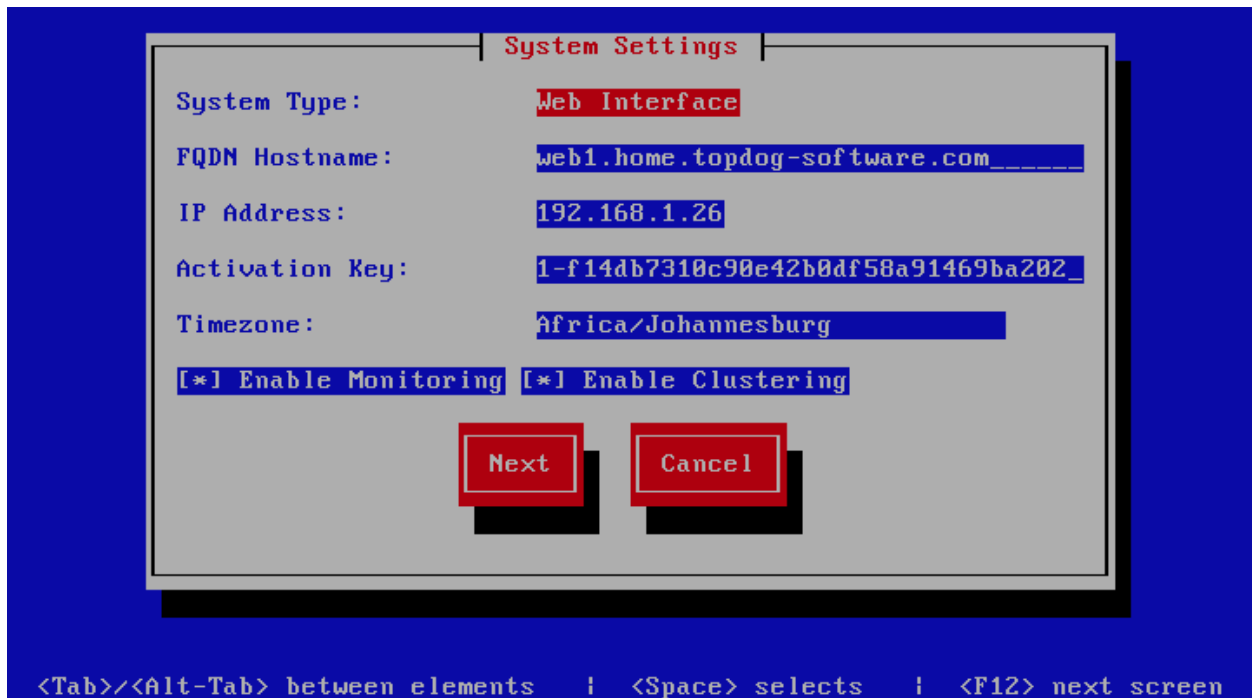 System Settings
System Type: Web Interface
FQDN Hostname: web1.home.topdog-software.com______
IP Address: 192.168.1.26
Activation Key: 1-f14db7310c90e42b0df58a91469ba202_
Timezone: Africa/Johannesburg
[*] Enable Monitoring [*] Enable Clustering
Next Cancel
<Tab>/<Alt-Tab> between elements | <Space> selects | <F12> next screen